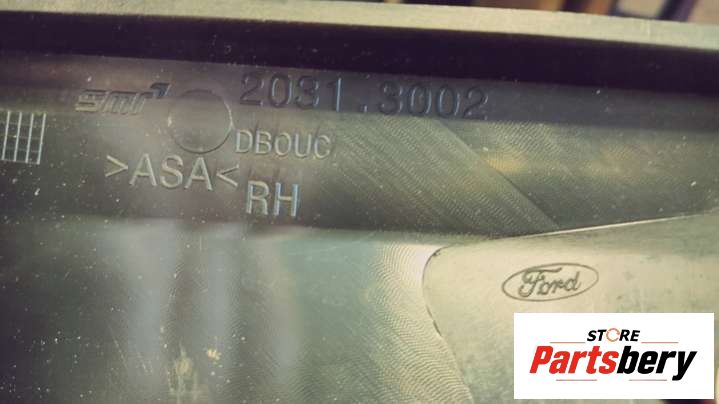 SMR 2031.3002
DBOUC
>ASA<
RH
Ford
STORE
Partsbery